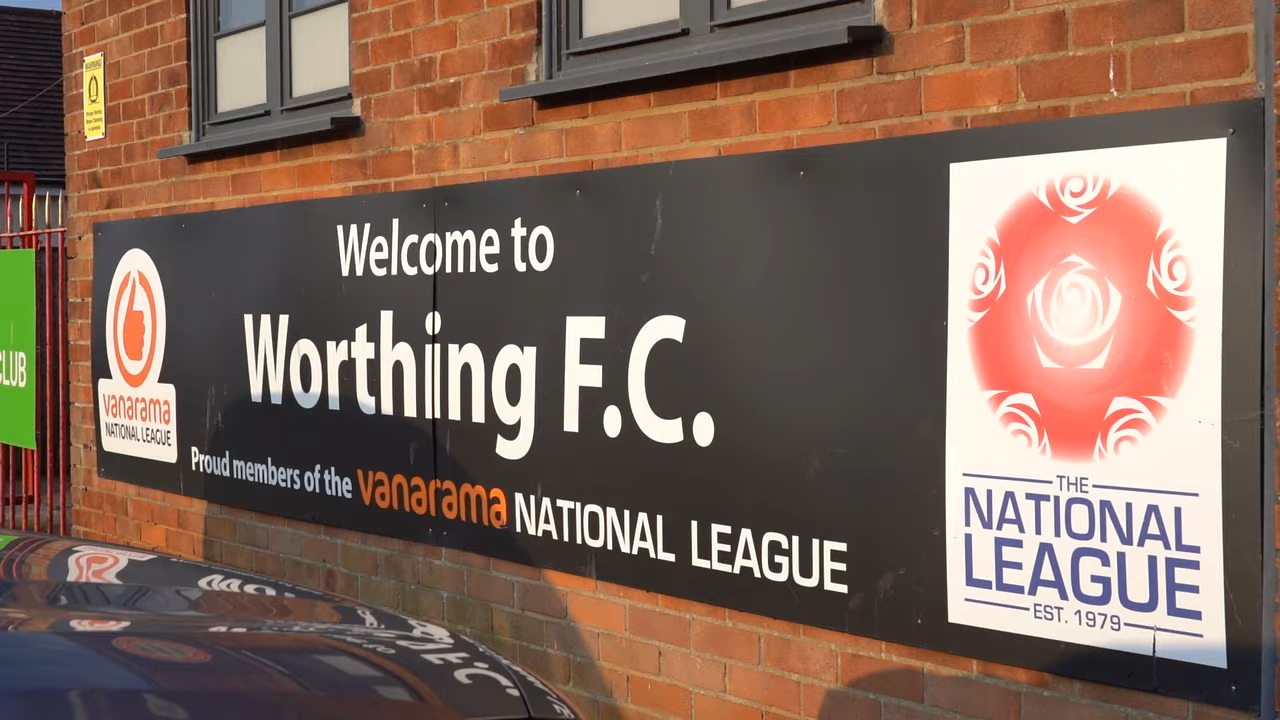 WARNING
CLUB
vanarama
NATIONAL LEAGUE
Welcome to
Worthing F.C.
Proud members of the vanarama NATIONAL LEAGUE
THE
NATIONAL
LEAGUE
EST. 1979